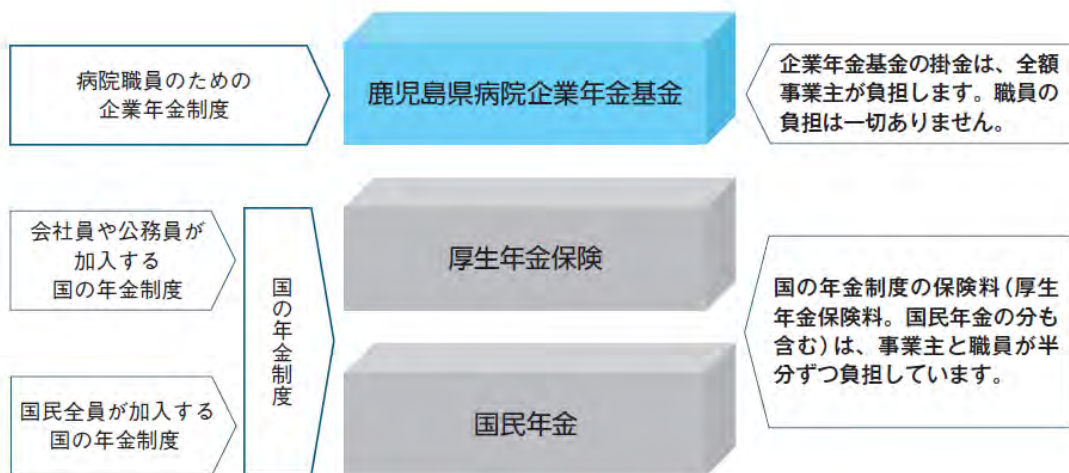 病院職員のための
企業年金制度
鹿児島県病院企業年金基金
企業年金基金の掛金は、全額
事業主が負担します。職員の
負担は一切ありません。
会社員や公務員が
加入する
国の年金制度
国の年金制度
厚生年金保険
国の年金制度の保険料(厚生
年金保険料。国民年金の分も
含む)は、事業主と職員が半
分ずつ負担しています。
国民全員が加入する
国の年金制度
国民年金